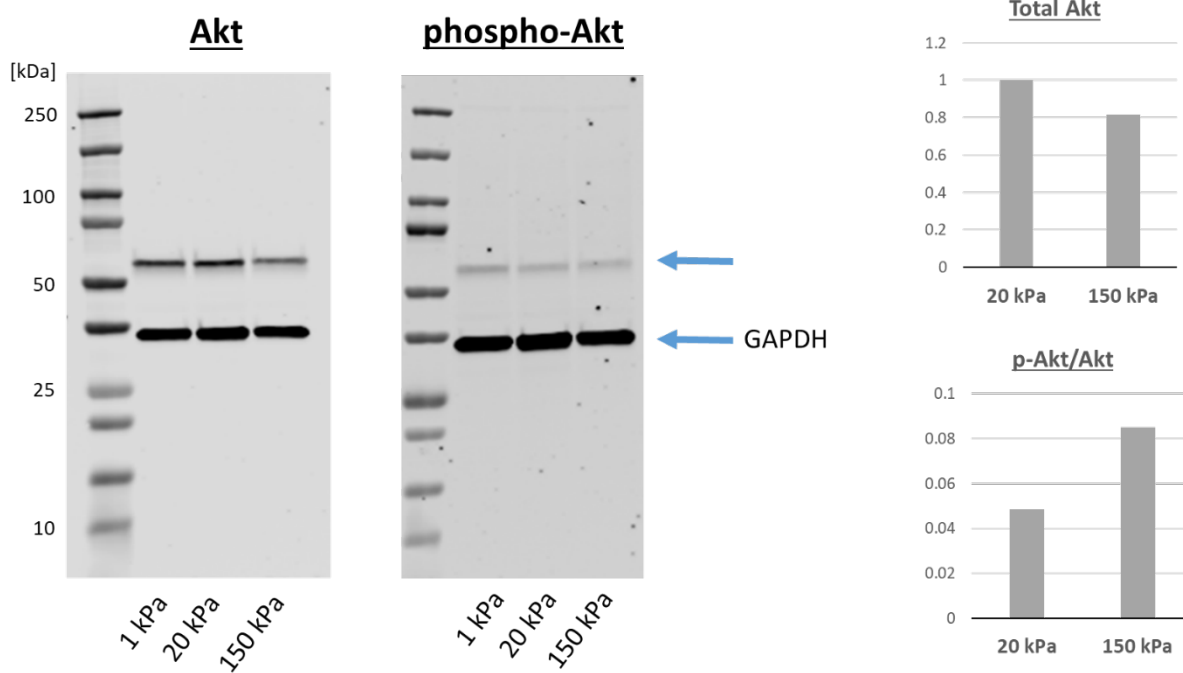 Akt
phospho-Akt
[kDa]
250
100
50
25
10
GAPDH
1 kPa
20 kPa
150 kPa
1 kPa
20 kPa
150 kPa
Total Akt
1.2
1
0.8
0.6
0.4
0.2
0
20 kPa 150 kPa
p-Akt/Akt
0.1
0.08
0.06
0.04
0.02
0
20 kPa 150 kPa